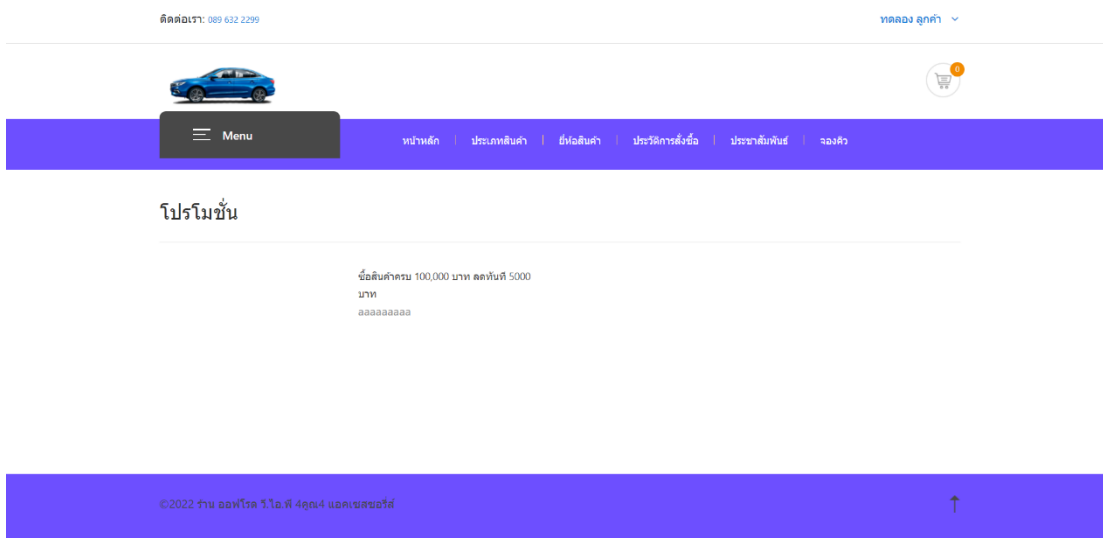 ติดต่อเรา: 089 632 2299
ทดลอง ลูกค้า
0
Menu
หน้าหลัก
ประเภทสินค้า
ยี่ห้อสินค้า
ประวัติการสั่งซื้อ
ประชาสัมพันธ์
จองคิว
โปรโมชั่น
ซื้อสินค้าครบ 100,000 บาท ลดทันที 5000
บาท
aaaaaaaaa
©2022 ร้าน ออฟโรด วี.ไอ.พี 4คูณ4 แอคเซสซอรีส์